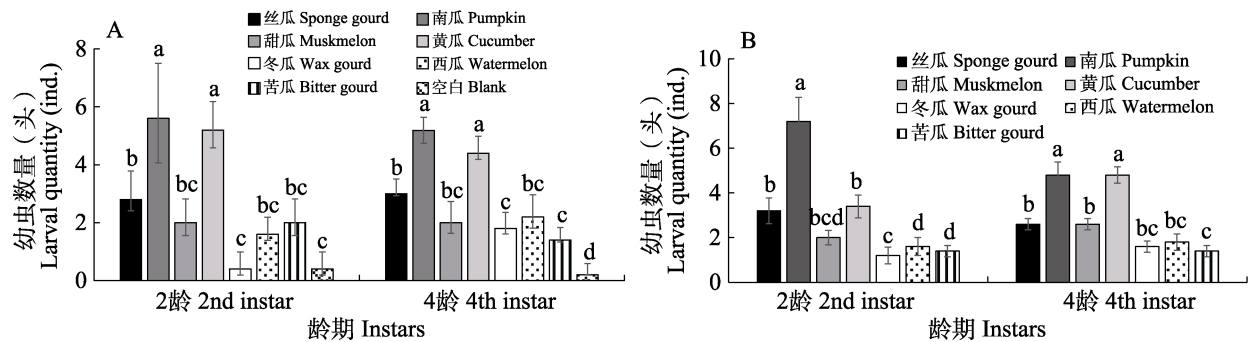 A
丝瓜 Sponge gourd
南瓜 Pumpkin
甜瓜 Muskmelon
黄瓜 Cucumber
冬瓜 Wax gourd
西瓜 Watermelon
苦瓜 Bitter gourd
空白 Blank
幼虫数量（头）
Larval quantity (ind.)
8
6
4
2
0
b
a
bc
a
c
bc
bc
c
b
a
bc
a
c
bc
c
d
2龄 2nd instar
4龄 4th instar
龄期 Instars
B
丝瓜 Sponge gourd
南瓜 Pumpkin
甜瓜 Muskmelon
黄瓜 Cucumber
冬瓜 Wax gourd
西瓜 Watermelon
苦瓜 Bitter gourd
幼虫数量（头）
Larval quantity (ind.)
10
8
6
4
2
0
b
a
bcd
b
c
d
d
b
a
b
a
bc
bc
c
2龄 2nd instar
4龄 4th instar
龄期 Instars